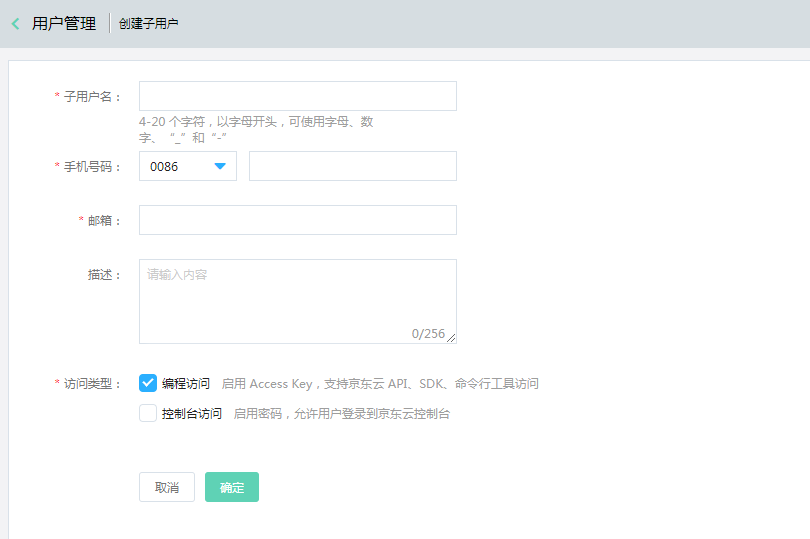 用户管理 创建子用户
* 子用户名：
4-20 个字符，以字母开头，可使用字母、数
字、“_”和“-”
* 手机号码： 0086
* 邮箱：
描述： 请输入内容
0/256
* 访问类型： 编程访问 启用 Access Key，支持京东云 API、SDK、命令行工具访问
控制台访问 启用密码，允许用户登录到京东云控制台
取消 确定